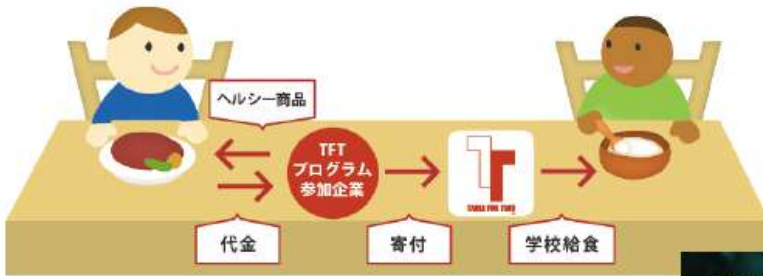 ヘルシー商品
TFT
プログラム
参加企業
TABLE FOR TWO
代金
寄付
学校給食